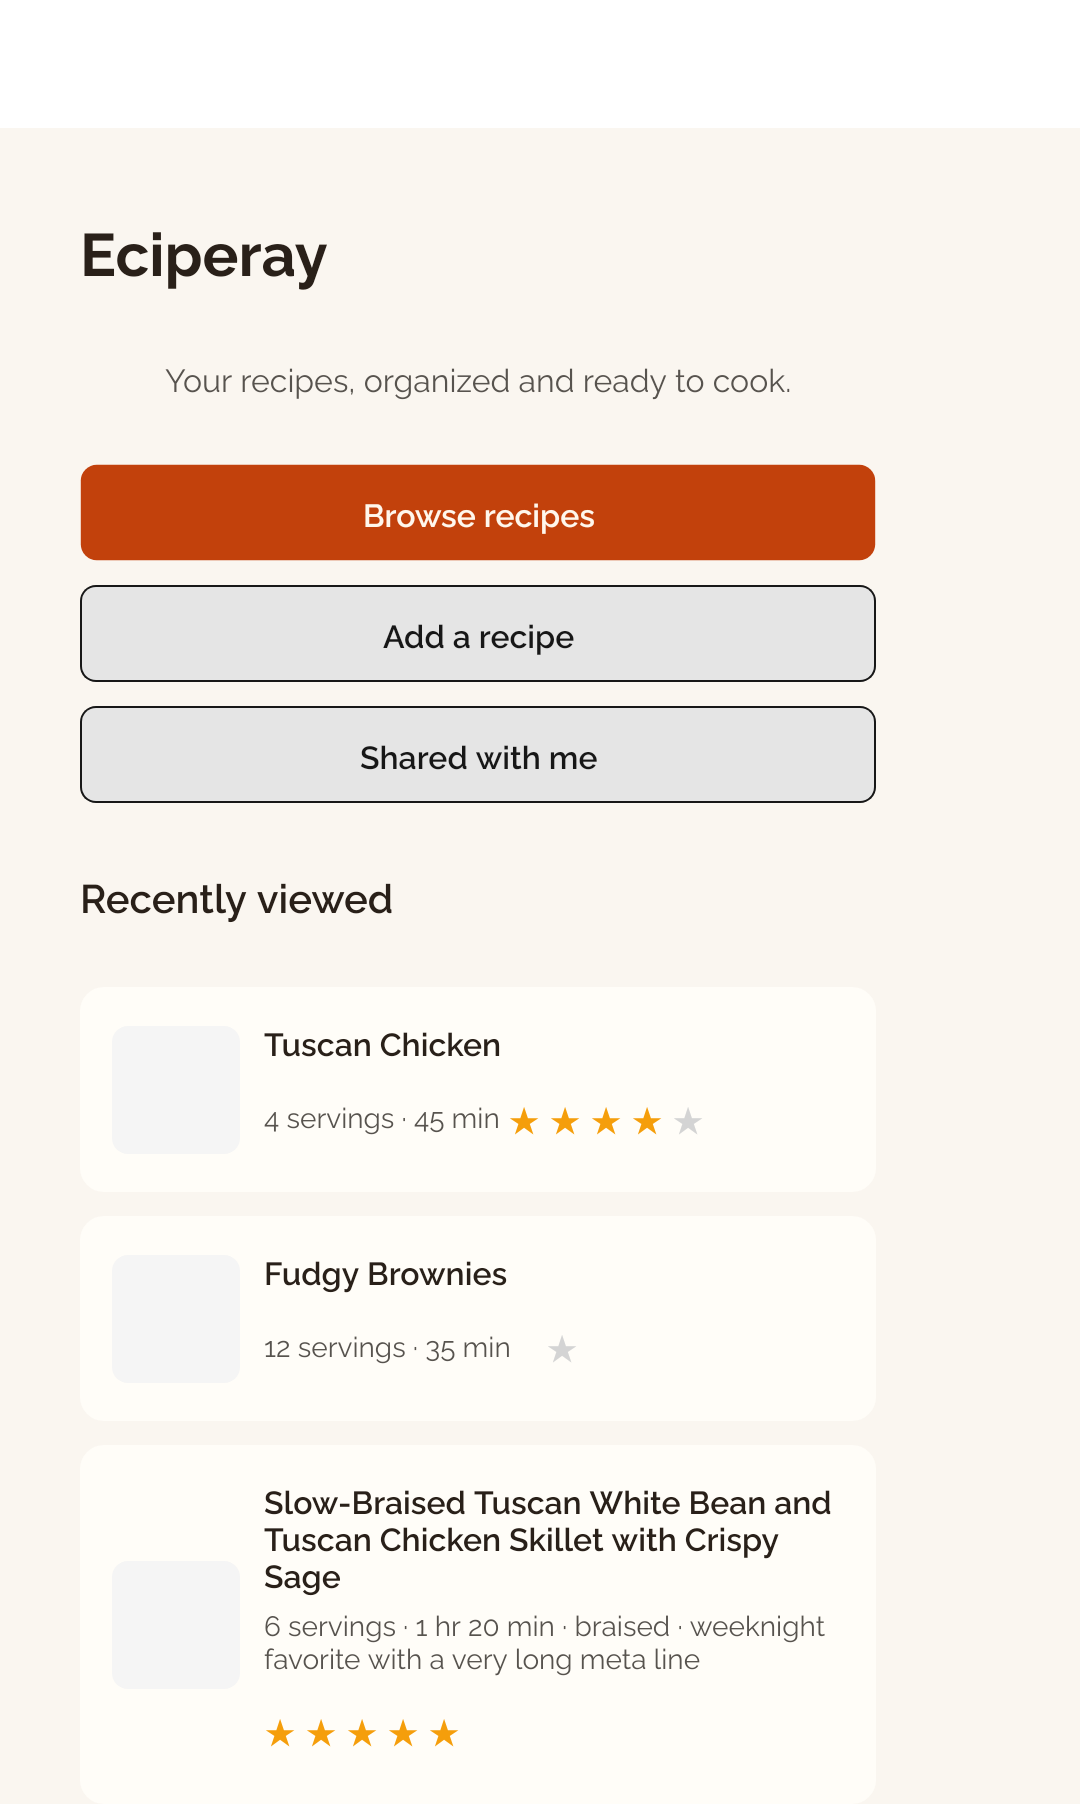 Eciperay
Your recipes, organized and ready to cook.
Browse recipes
Add a recipe
Shared with me
Recently viewed
Tuscan Chicken
4 servings · 45 min ★ ★ ★ ★ ★
Fudgy Brownies
12 servings · 35 min ★
Slow-Braised Tuscan White Bean and
Tuscan Chicken Skillet with Crispy
Sage
6 servings · 1 hr 20 min · braised · weeknight
favorite with a very long meta line
★ ★ ★ ★ ★